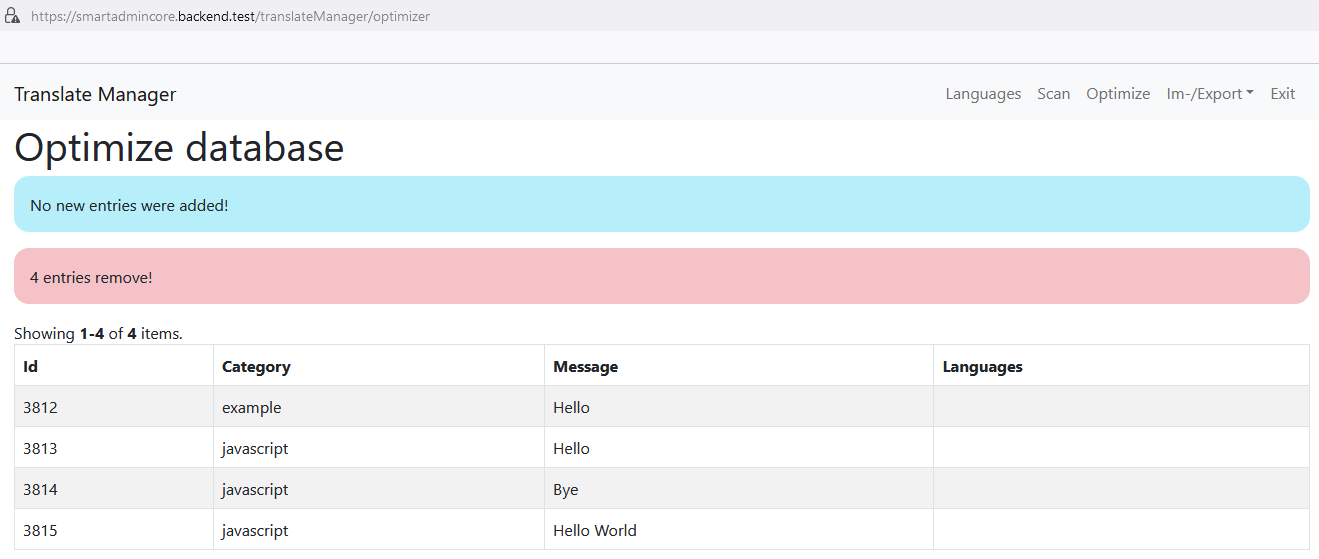 https://smartadmincore.backend.test/translateManager/optimizer
Translate Manager Languages Scan Optimize Im-/Export Exit
Optimize database
No new entries were added!
4 entries remove!
Showing 1-4 of 4 items.
Id Category Message Languages
3812 example Hello
3813 javascript Hello
3814 javascript Bye
3815 javascript Hello World